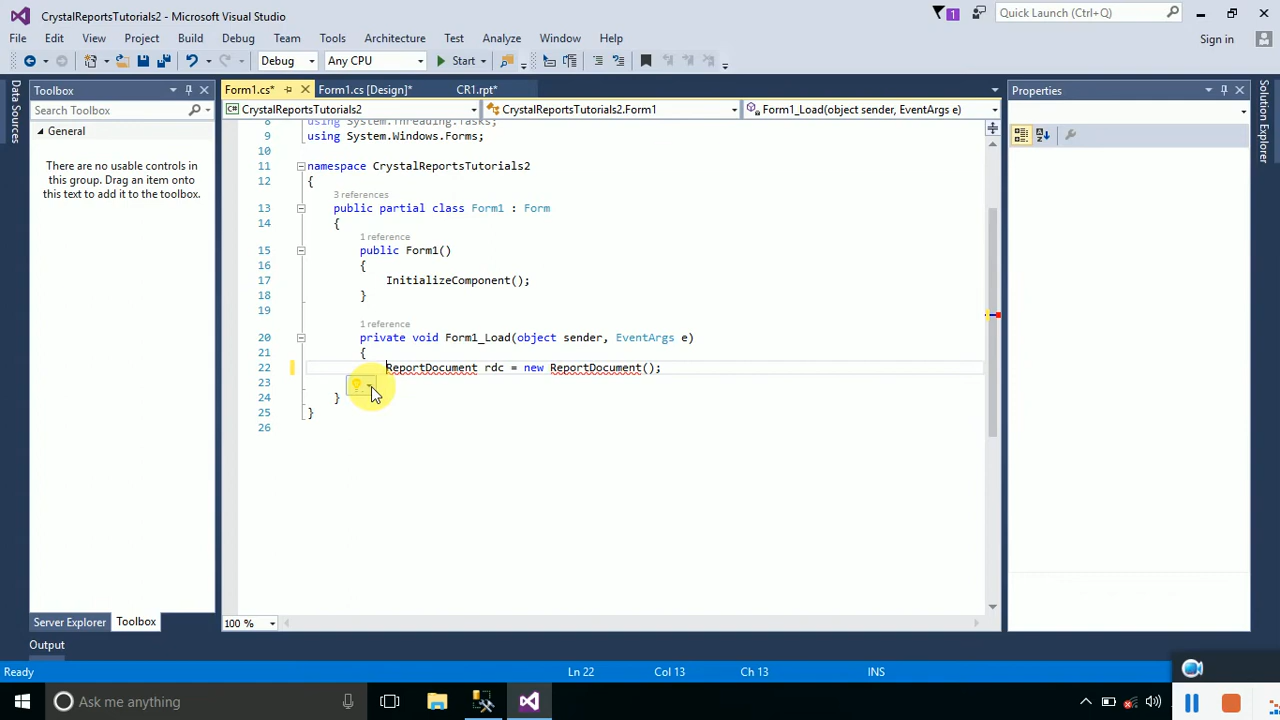 CrystalReportsTutorials2 - Microsoft Visual Studio
1
Quick Launch (Ctrl+Q)
File Edit View Project Build Debug Team Tools Architecture Test Analyze Window Help
Sign in
Debug Any CPU Start
Data Sources
Toolbox
Form1.cs* Form1.cs [Design]* CR1.rpt*
Properties
Search Toolbox
CrystalReportsTutorials2 CrystalReportsTutorials2.Form1 Form1_Load(object sender, EventArgs e)
Solution Explorer
General
There are no usable controls in
this group. Drag an item onto
this text to add it to the toolbox.
8 using System.Threading.Tasks;
9 using System.Windows.Forms;
10
11 namespace CrystalReportsTutorials2
12 {
3 references
13 public partial class Form1 : Form
14 {
1 reference
15 public Form1()
16 {
17 InitializeComponent();
18 }
19
1 reference
20 private void Form1_Load(object sender, EventArgs e)
21 {
22 ReportDocument rdc = new ReportDocument();
23
24 }
25 }
26
100 %
Server Explorer Toolbox
Output
Ready Ln 22 Col 13 Ch 13 INS
Ask me anything